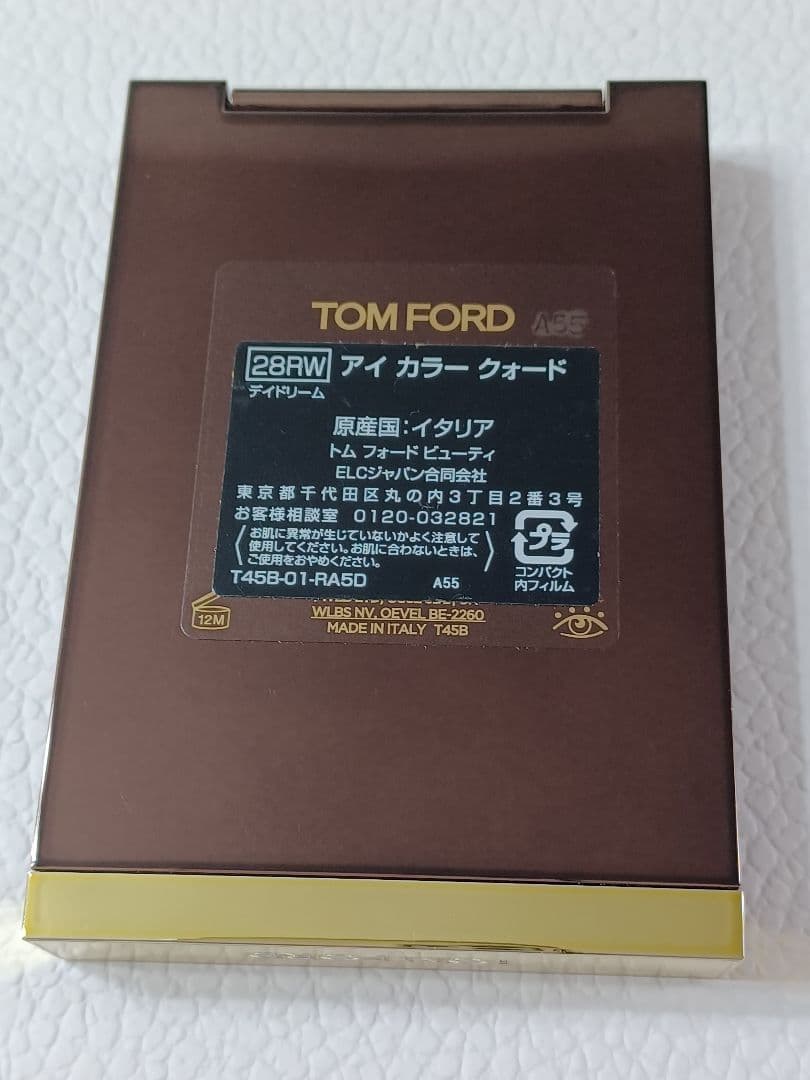 TOM FORD A55
28RW アイ カラー クォード
デイドリーム
原産国:イタリア
トム フォード ビューティ
ELCジャパン合同会社
東京都千代田区丸の内3丁目2番3号
お客様相談室 0120-032821
お肌に異常が生じていないかよく注意して
使用してください。お肌に合わないときは、
ご使用をおやめください。
プラ
コンパクト
内フィルム
T45B-01-RA5D A55
12M
WLBS NV, OEVEL BE-2260
MADE IN ITALY T45B